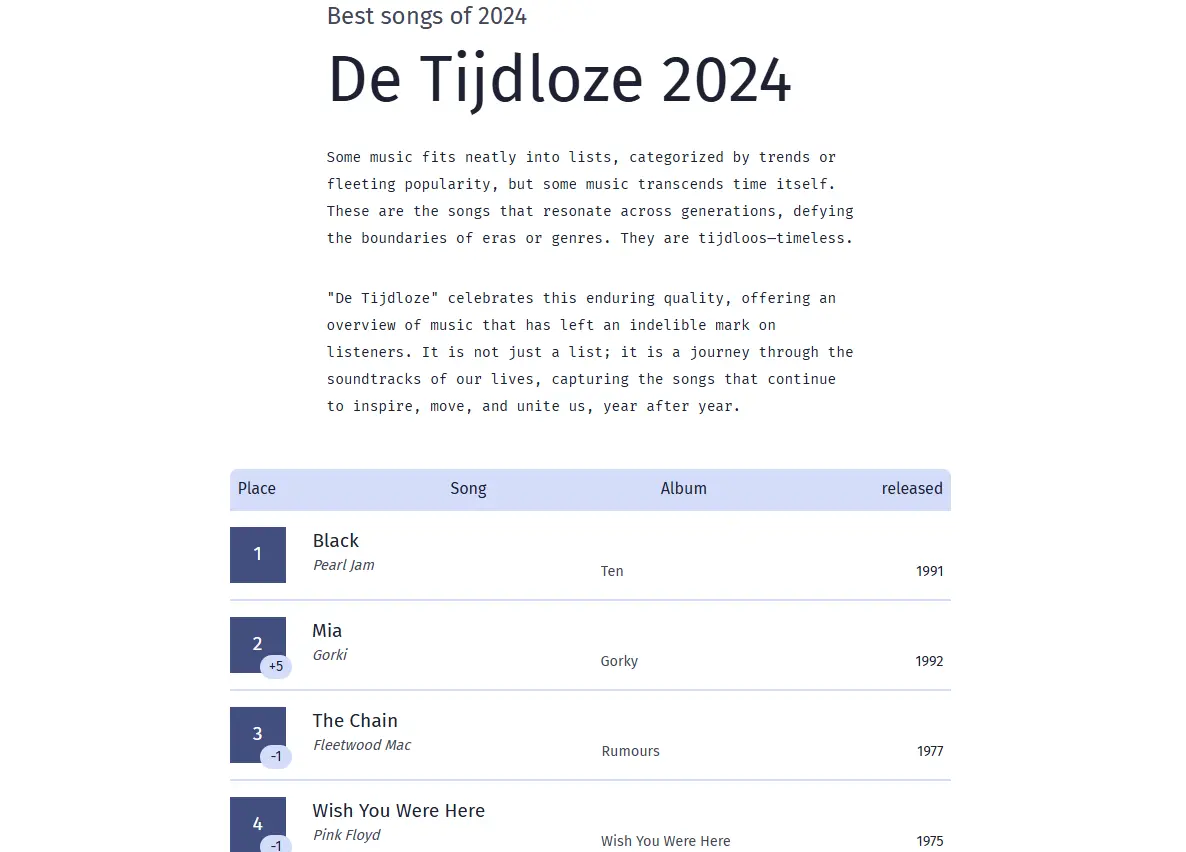 Best songs of 2024
De Tijdloze 2024
Some music fits neatly into lists, categorized by trends or
fleeting popularity, but some music transcends time itself.
These are the songs that resonate across generations, defying
the boundaries of eras or genres. They are tijdloos—timeless.
"De Tijdloze" celebrates this enduring quality, offering an
overview of music that has left an indelible mark on
listeners. It is not just a list; it is a journey through the
soundtracks of our lives, capturing the songs that continue
to inspire, move, and unite us, year after year.
Place Song Album released
1
Black
Pearl Jam
Ten 1991
2
+5
Mia
Gorki
Gorky 1992
3
-1
The Chain
Fleetwood Mac
Rumours 1977
4
-1
Wish You Were Here
Pink Floyd
Wish You Were Here 1975